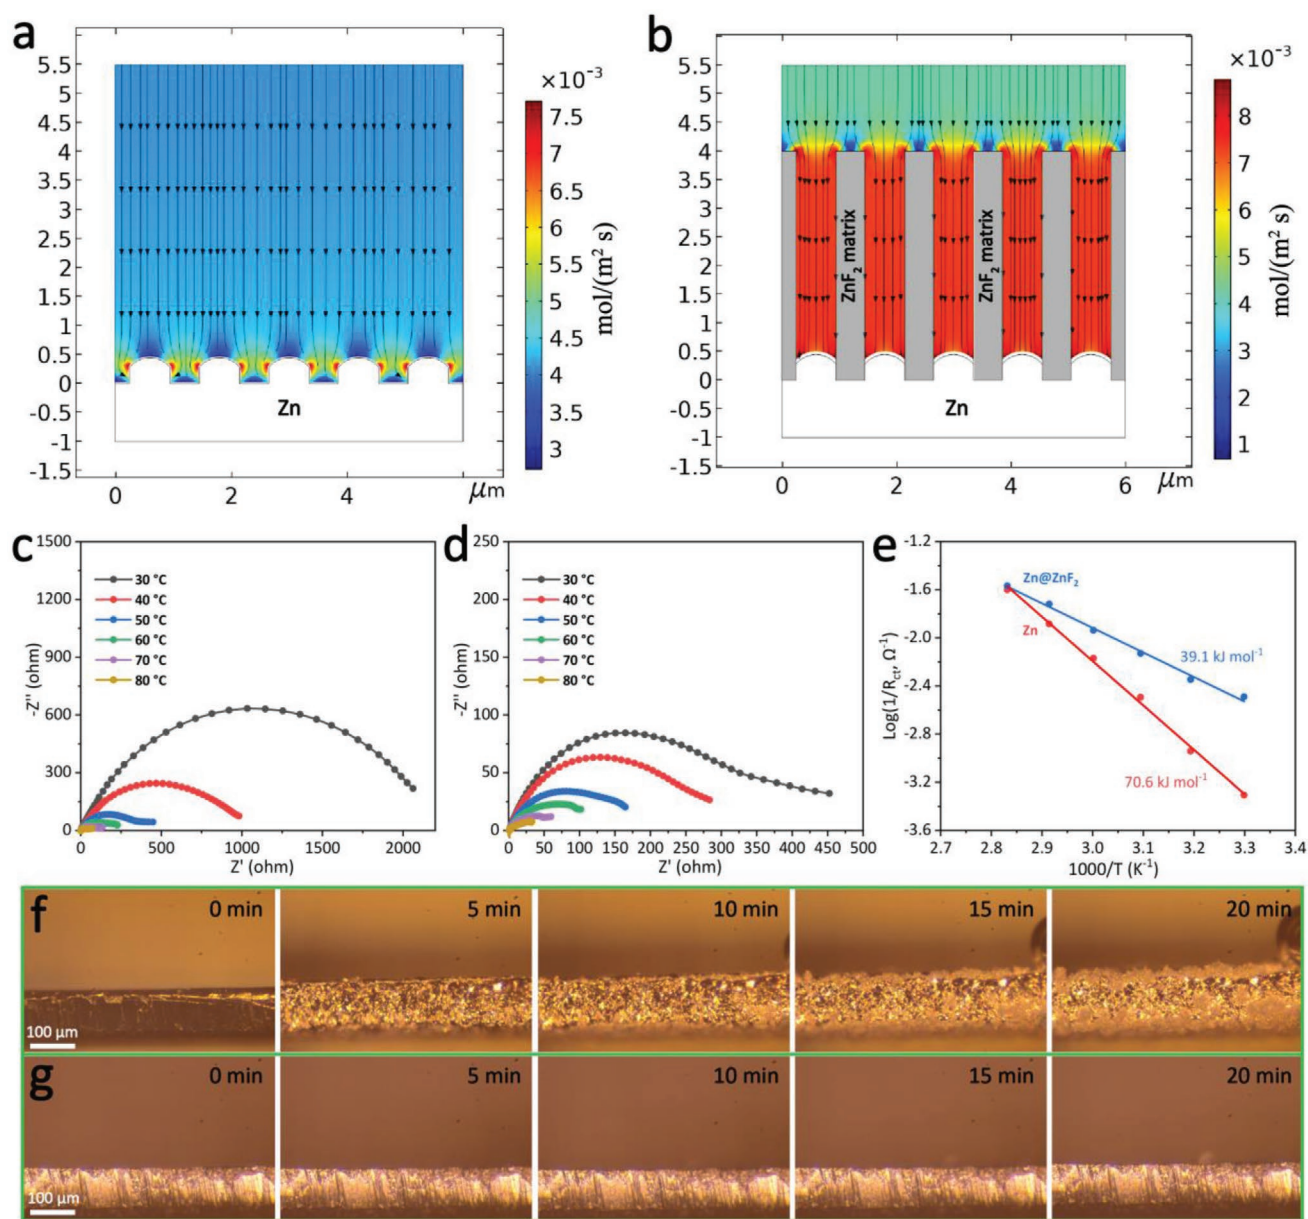 a
b
5.5
5
4.5
4
3.5
3
2.5
2
1.5
1
0.5
0
-0.5
-1
-1.5
0
2
4
μm
Zn
×10⁻³
7.5
7
6.5
6
5.5
5
4.5
4
3.5
3
mol/(m² s)
5.5
5
4.5
4
3.5
3
2.5
2
1.5
1
0.5
0
-0.5
-1
-1.5
0
2
4
6
μm
ZnF₂ matrix
ZnF₂ matrix
Zn
×10⁻³
8
7
6
5
4
3
2
1
mol/(m² s)
c
1500
1200
900
600
300
0
-Z'' (ohm)
30 °C
40 °C
50 °C
60 °C
70 °C
80 °C
0
500
1000
1500
2000
Z' (ohm)
d
250
200
150
100
50
0
-Z'' (ohm)
30 °C
40 °C
50 °C
60 °C
70 °C
80 °C
0
50
100
150
200
250
300
350
400
450
500
Z' (ohm)
e
-1.2
-1.6
-2.0
-2.4
-2.8
-3.2
-3.6
Log(1/Rct, Ω⁻¹)
Zn@ZnF₂
Zn
39.1 kJ mol⁻¹
70.6 kJ mol⁻¹
2.7
2.8
2.9
3.0
3.1
3.2
3.3
3.4
1000/T (K⁻¹)
f
0 min
5 min
10 min
15 min
20 min
100 μm
g
0 min
5 min
10 min
15 min
20 min
100 μm